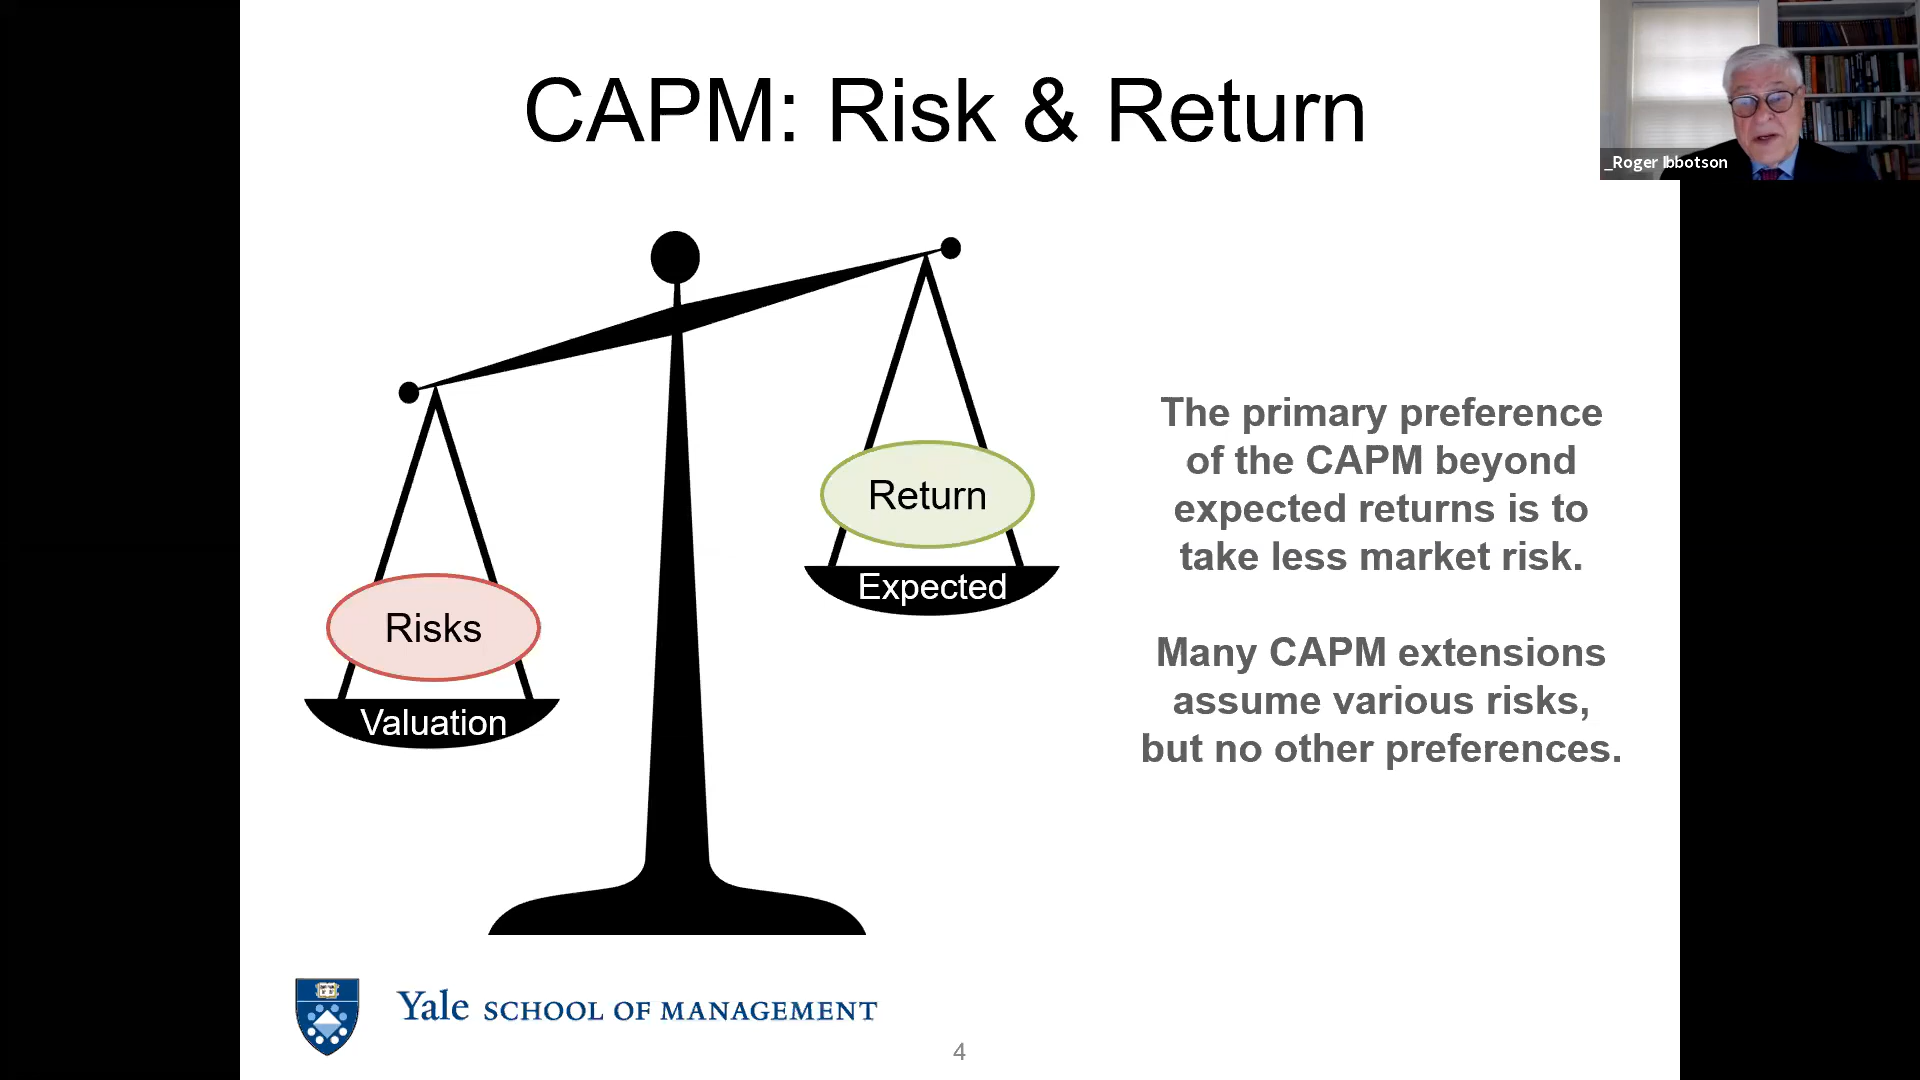 CAPM: Risk & Return
_Roger Ibbotson
Return
Expected
Risks
Valuation
The primary preference
of the CAPM beyond
expected returns is to
take less market risk.
Many CAPM extensions
assume various risks,
but no other preferences.
Yale SCHOOL OF MANAGEMENT
4